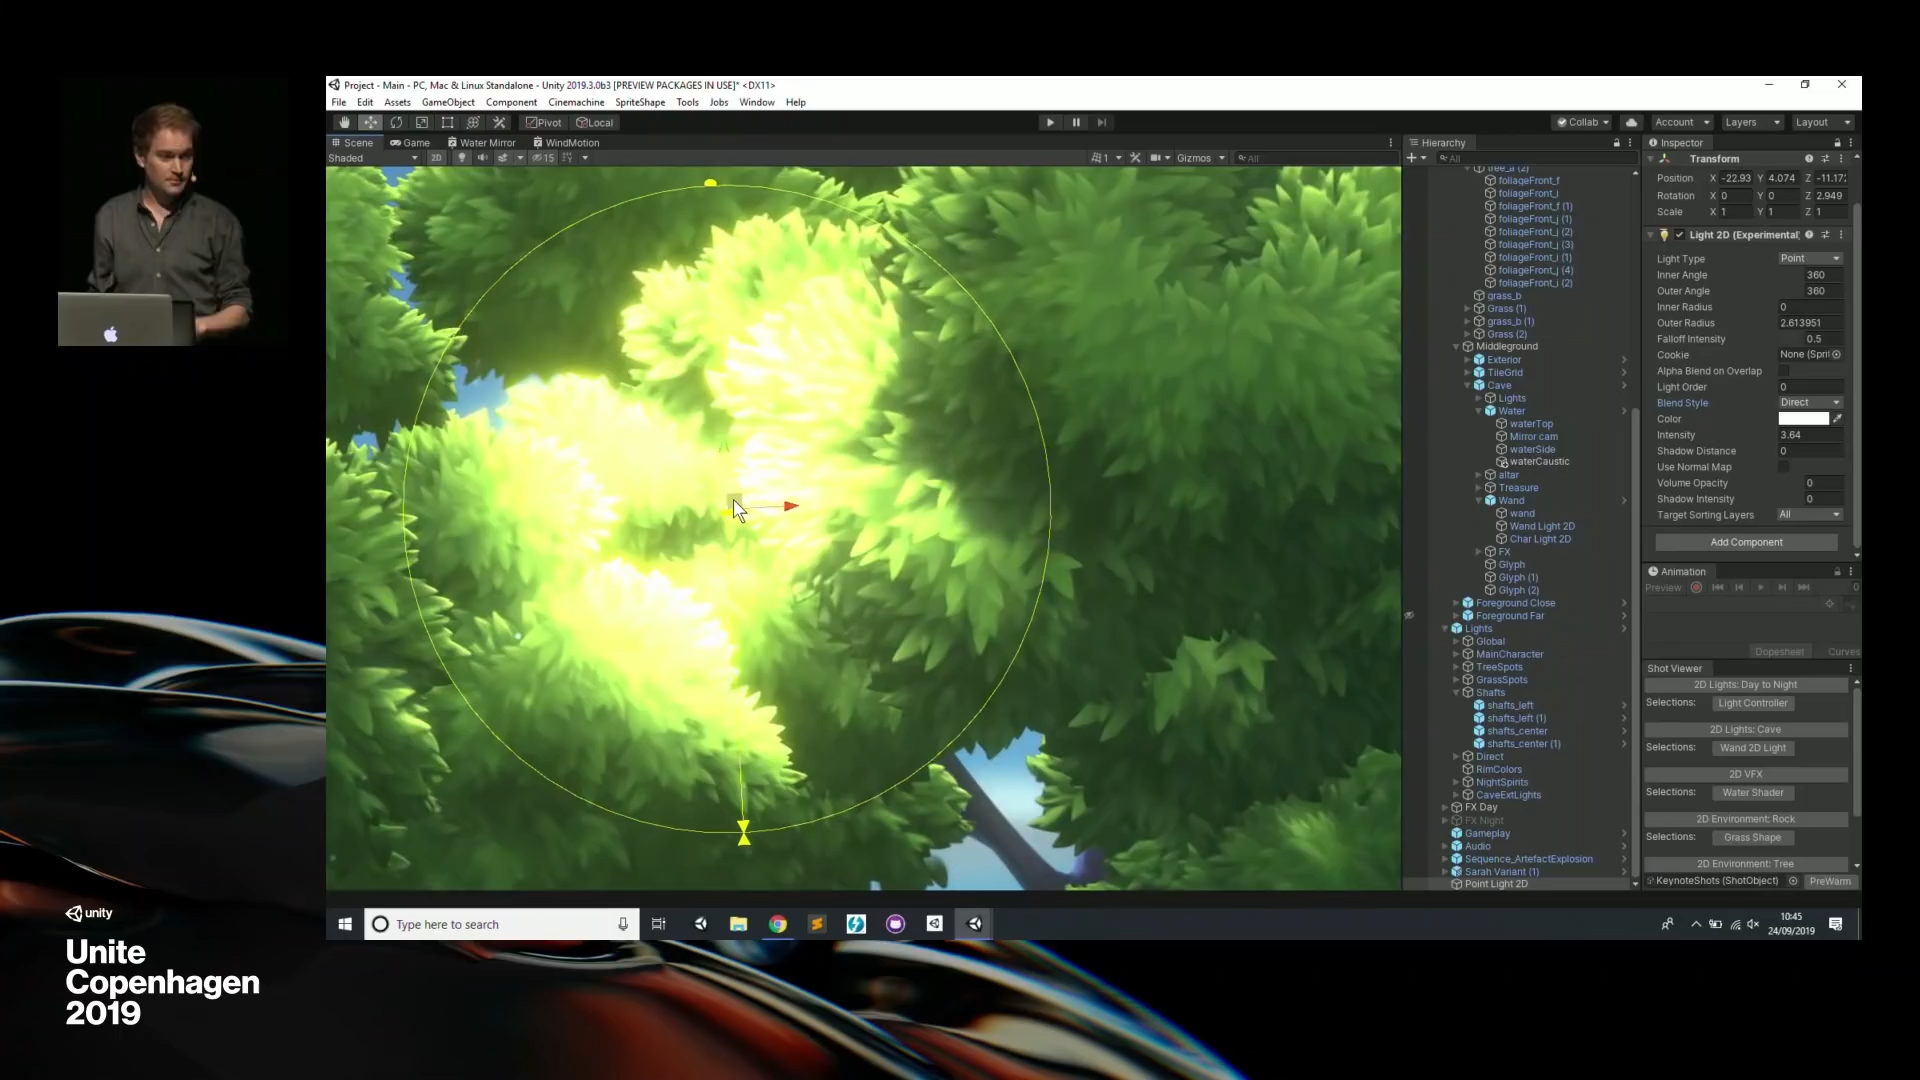 Project - Main - PC, Mac & Linux Standalone - Unity 2019.3.0b3 [PREVIEW PACKAGES IN USE]* <DX11>
File Edit Assets GameObject Component Cinemachine SpriteShape Tools Jobs Window Help
Pivot Local Collab Account Layers Layout
Scene Game Water Mirror WindMotion
Shaded 2D 15 1 Gizmos All
Hierarchy
All
tree_a (2)
foliageFront_f
foliageFront_i
foliageFront_f (1)
foliageFront_j (1)
foliageFront_j (2)
foliageFront_j (3)
foliageFront_i (1)
foliageFront_j (4)
foliageFront_i (2)
grass_b
Grass (1)
grass_b (1)
Grass (2)
Middleground
Exterior
TileGrid
Cave
Lights
Water
waterTop
Mirror cam
waterSide
waterCaustic
altar
Treasure
Wand
wand
Wand Light 2D
Char Light 2D
FX
Glyph
Glyph (1)
Glyph (2)
Foreground Close
Foreground Far
Lights
Global
MainCharacter
TreeSpots
GrassSpots
Shafts
shafts_left
shafts_left (1)
shafts_center
shafts_center (1)
Direct
RimColors
NightSpirits
CaveExtLights
FX Day
FX Night
Gameplay
Audio
Sequence_ArtefactExplosion
Sarah Variant (1)
Point Light 2D
Inspector
Transform
Position X -22.93 Y 4.074 Z -11.17
Rotation X 0 Y 0 Z 2.949
Scale X 1 Y 1 Z 1
Light 2D (Experimental)
Light Type Point
Inner Angle 360
Outer Angle 360
Inner Radius 0
Outer Radius 2.613951
Falloff Intensity 0.5
Cookie None (Spri
Alpha Blend on Overlap
Light Order 0
Blend Style Direct
Color
Intensity 3.64
Shadow Distance 0
Use Normal Map
Volume Opacity 0
Shadow Intensity 0
Target Sorting Layers All
Add Component
Animation
Preview 0
Dopesheet Curves
Shot Viewer
2D Lights: Day to Night
Selections: Light Controller
2D Lights: Cave
Selections: Wand 2D Light
2D VFX
Selections: Water Shader
2D Environment: Rock
Selections: Grass Shape
2D Environment: Tree
KeynoteShots (ShotObject) PreWarm
Type here to search
10:45
24/09/2019
unity
Unite
Copenhagen
2019